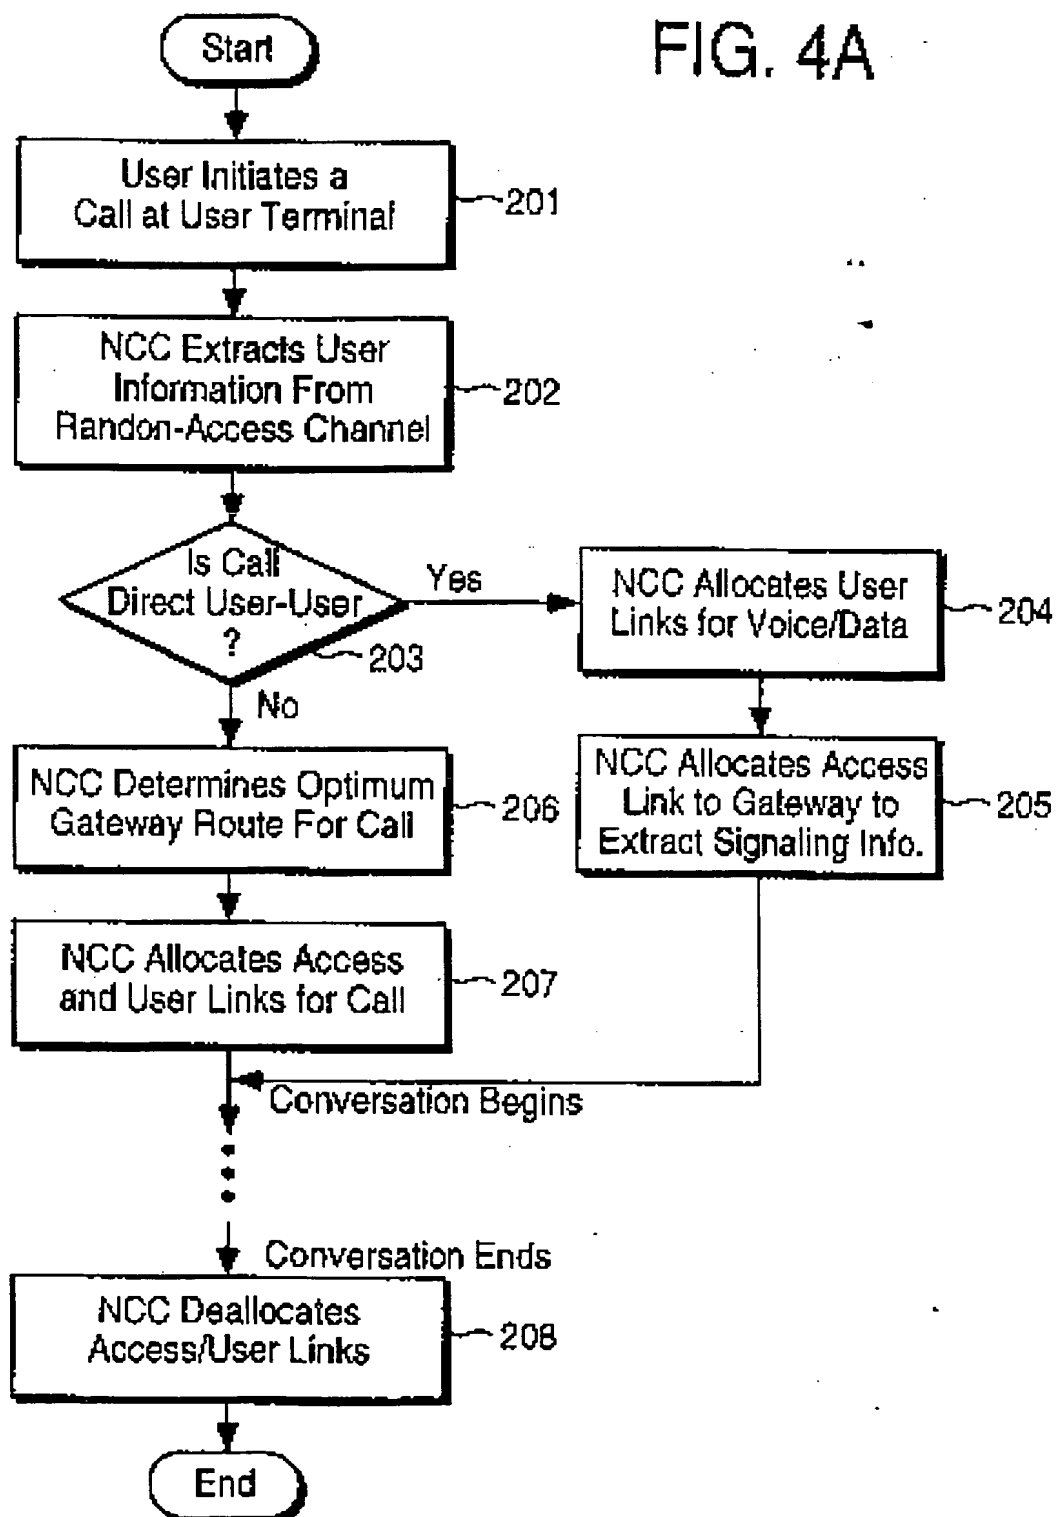 FIG. 4A
Start
User Initiates a
Call at User Terminal
201
NCC Extracts User
Information From
Randon-Access Channel
202
Is Call
Direct User-User
?
203
Yes
No
NCC Allocates User
Links for Voice/Data
204
NCC Allocates Access
Link to Gateway to
Extract Signaling Info.
205
NCC Determines Optimum
Gateway Route For Call
206
NCC Allocates Access
and User Links for Call
207
Conversation Begins
Conversation Ends
NCC Deallocates
Access/User Links
208
End